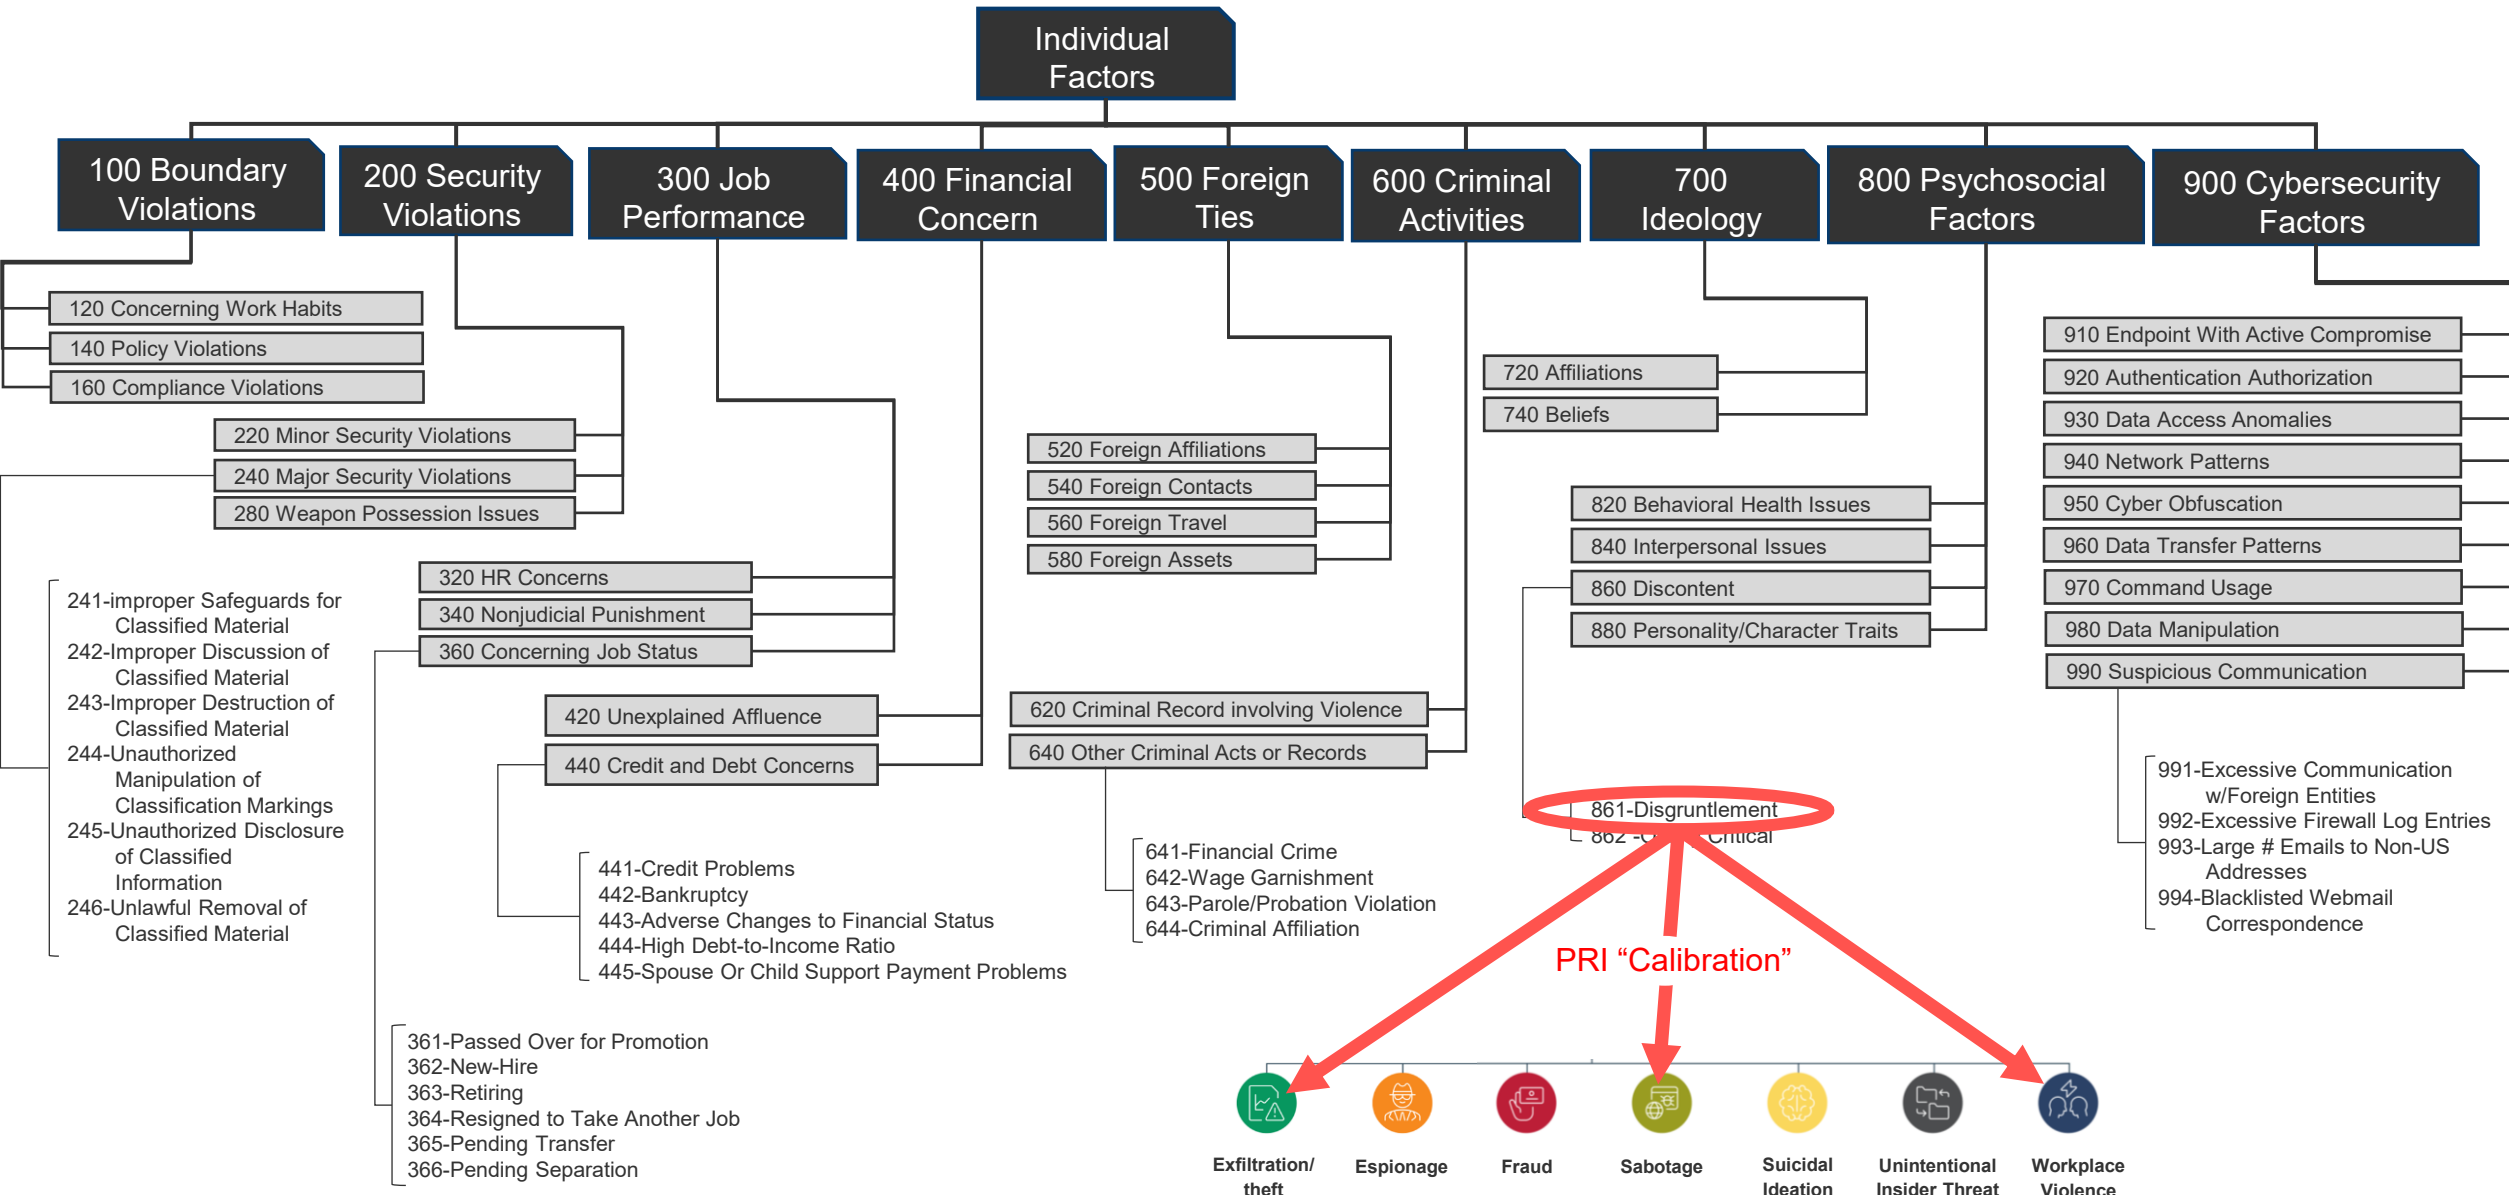 Individual
Factors
100 Boundary
Violations
200 Security
Violations
300 Job
Performance
400 Financial
Concern
500 Foreign
Ties
600 Criminal
Activities
700
Ideology
800 Psychosocial
Factors
900 Cybersecurity
Factors
120 Concerning Work Habits
140 Policy Violations
160 Compliance Violations
220 Minor Security Violations
240 Major Security Violations
280 Weapon Possession Issues
241-improper Safeguards for
Classified Material
242-Improper Discussion of
Classified Material
243-Improper Destruction of
Classified Material
244-Unauthorized
Manipulation of
Classification Markings
245-Unauthorized Disclosure
of Classified
Information
246-Unlawful Removal of
Classified Material
320 HR Concerns
340 Nonjudicial Punishment
360 Concerning Job Status
361-Passed Over for Promotion
362-New-Hire
363-Retiring
364-Resigned to Take Another Job
365-Pending Transfer
366-Pending Separation
420 Unexplained Affluence
440 Credit and Debt Concerns
441-Credit Problems
442-Bankruptcy
443-Adverse Changes to Financial Status
444-High Debt-to-Income Ratio
445-Spouse Or Child Support Payment Problems
520 Foreign Affiliations
540 Foreign Contacts
560 Foreign Travel
580 Foreign Assets
620 Criminal Record involving Violence
640 Other Criminal Acts or Records
641-Financial Crime
642-Wage Garnishment
643-Parole/Probation Violation
644-Criminal Affiliation
720 Affiliations
740 Beliefs
820 Behavioral Health Issues
840 Interpersonal Issues
860 Discontent
880 Personality/Character Traits
861-Disgruntlement
862 - Critical
910 Endpoint With Active Compromise
920 Authentication Authorization
930 Data Access Anomalies
940 Network Patterns
950 Cyber Obfuscation
960 Data Transfer Patterns
970 Command Usage
980 Data Manipulation
990 Suspicious Communication
991-Excessive Communication
w/Foreign Entities
992-Excessive Firewall Log Entries
993-Large # Emails to Non-US
Addresses
994-Blacklisted Webmail
Correspondence
PRI “Calibration”
Exfiltration/
theft
Espionage
Fraud
Sabotage
Suicidal
Ideation
Unintentional
Insider Threat
Workplace
Violence